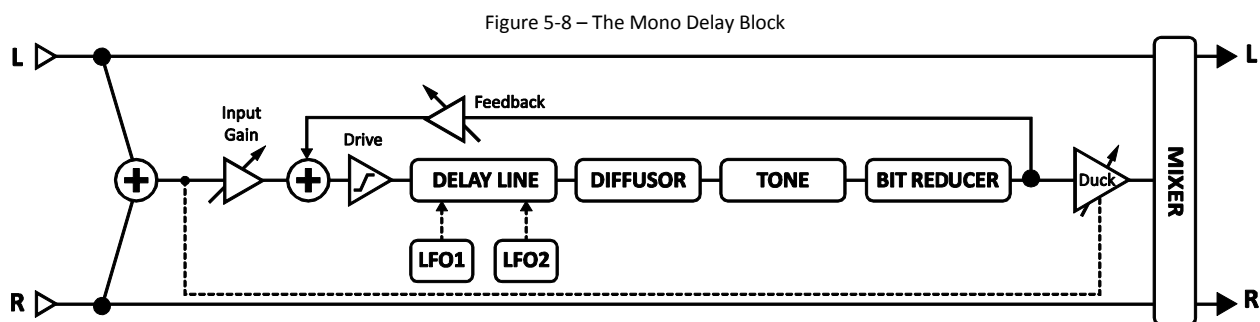 Figure 5-8 – The Mono Delay Block
L
L
Input
Gain
Feedback
Drive
DELAY LINE
DIFFUSOR
TONE
BIT REDUCER
Duck
MIXER
LFO1
LFO2
R
R